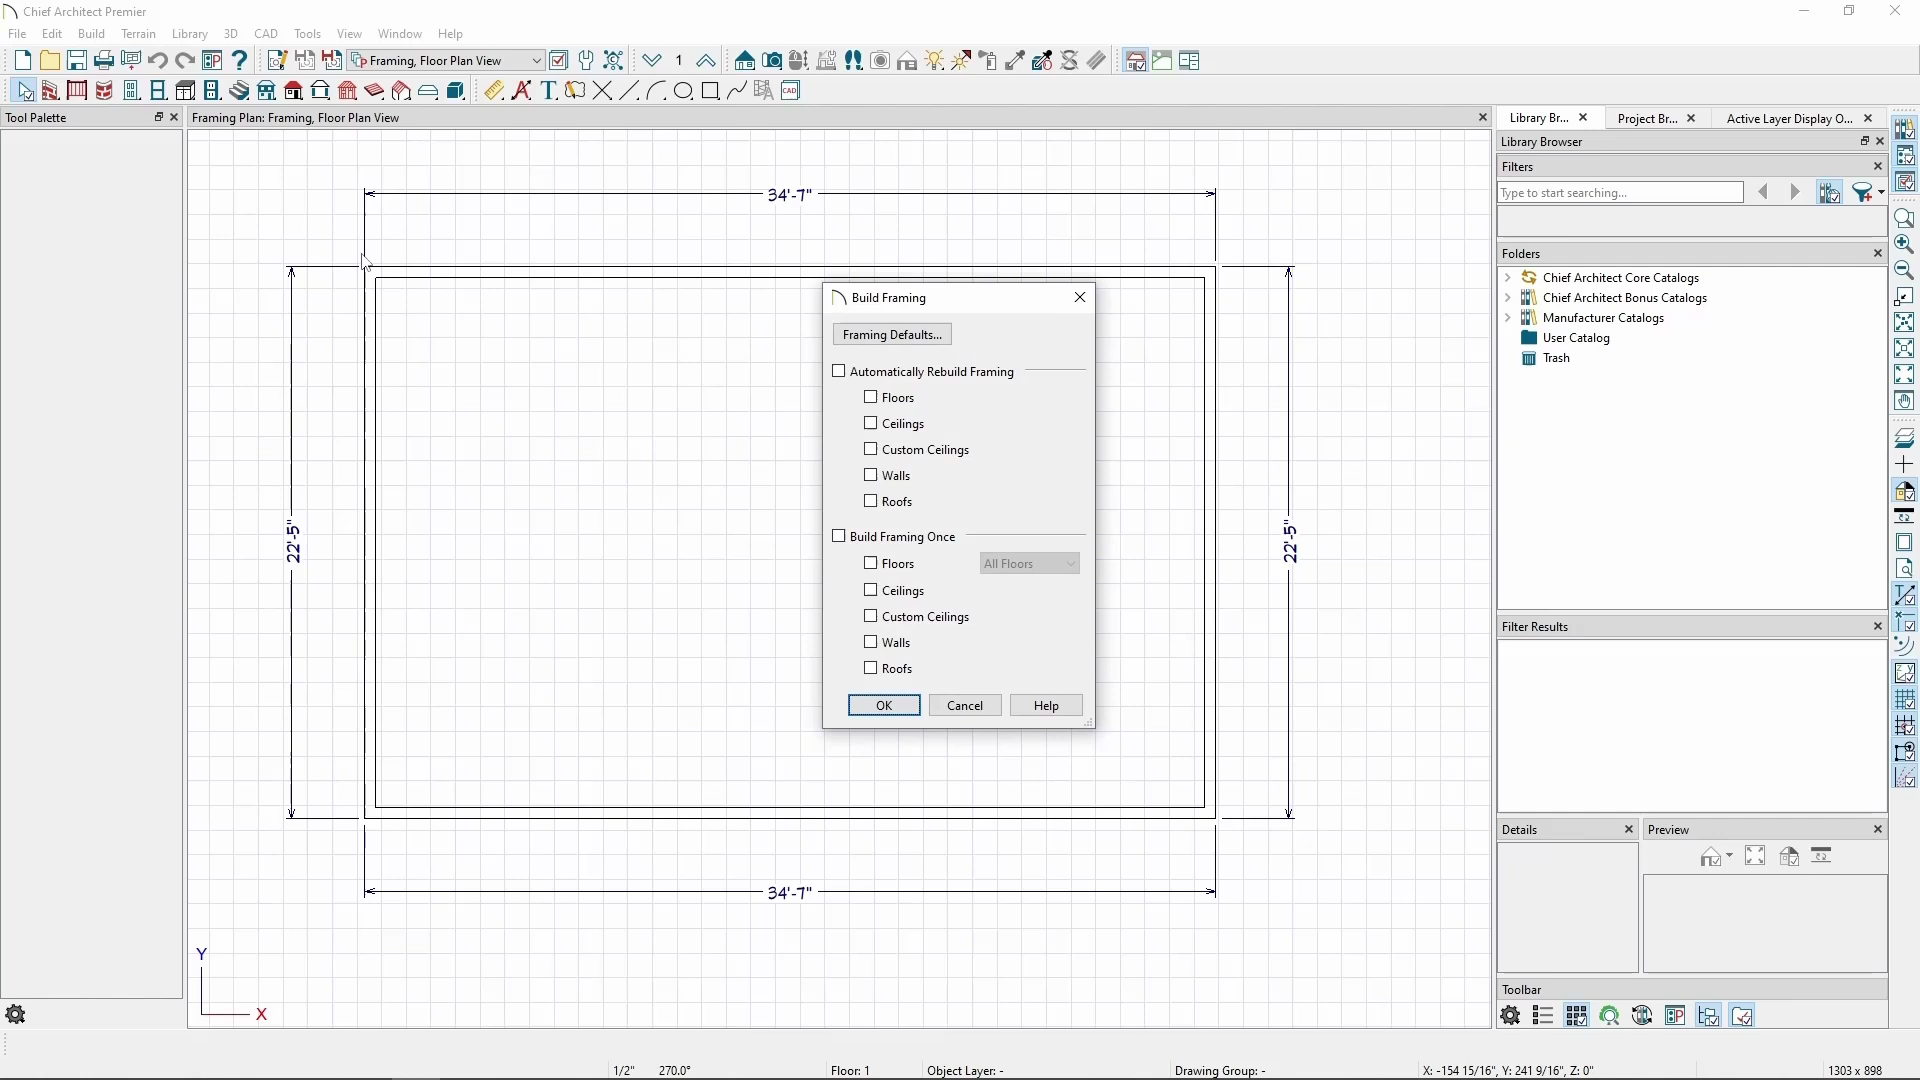 Chief Architect Premier
File Edit Build Terrain Library 3D CAD Tools View Window Help
Framing, Floor Plan View
1
CAD
Tool Palette
Framing Plan: Framing, Floor Plan View
34'-7"
22'-5"
22'-5"
34'-7"
Y
X
Build Framing
Framing Defaults...
Automatically Rebuild Framing
Floors
Ceilings
Custom Ceilings
Walls
Roofs
Build Framing Once
Floors All Floors
Ceilings
Custom Ceilings
Walls
Roofs
OK Cancel Help
Library Br... Project Br... Active Layer Display O...
Library Browser
Filters
Type to start searching...
Folders
Chief Architect Core Catalogs
Chief Architect Bonus Catalogs
Manufacturer Catalogs
User Catalog
Trash
Filter Results
Details Preview
Toolbar
1/2" 270.0° Floor: 1 Object Layer: - Drawing Group: - X: -154 15/16", Y: 241 9/16", Z: 0" 1303 x 898